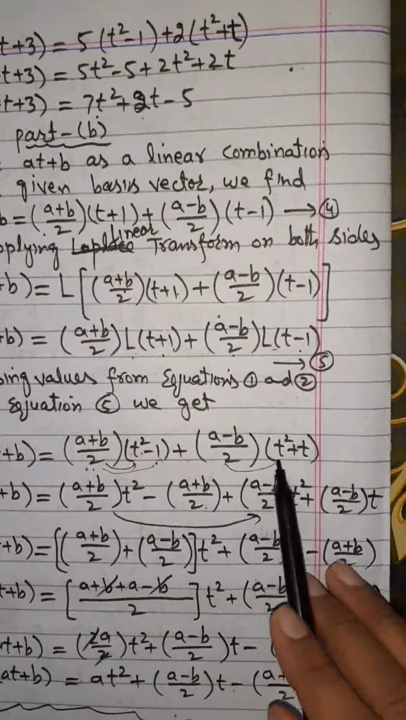 t+3) = 5(t²-1)+2(t²+t)
t+3) = 5t²-5+2t²+2t
t+3) = 7t²+2t-5
part-(b)
at+b as a linear combination
given basis vector, we find
b=((a+b)/2)(t+1)+((a-b)/2)(t-1) → ④
Linear
pplying Transform on both sides
+b) = L[((a+b)/2)(t+1)+((a-b)/2)(t-1)]
+b) = ((a+b)/2)L(t+1)+((a-b)/2)L(t-1)
→ ⑤
ing values from Equations ① and ②
Equation ⑤ we get
+b) = ((a+b)/2)(t²-1)+((a-b)/2)(t²+t)
+b) = ((a+b)/2)t²-((a+b)/2)+((a-b)/2)t²+((a-b)/2)t
+b) = [((a+b)/2)+((a-b)/2)]t²+((a-b)/2) -((a+b)/2)
t+b) = [(a+b+a-b)/2]t²+((a-b)/2)
t+b) = (2a/2)t²+((a-b)/2)t-
at+b) = at²+((a-b)/2)t-(